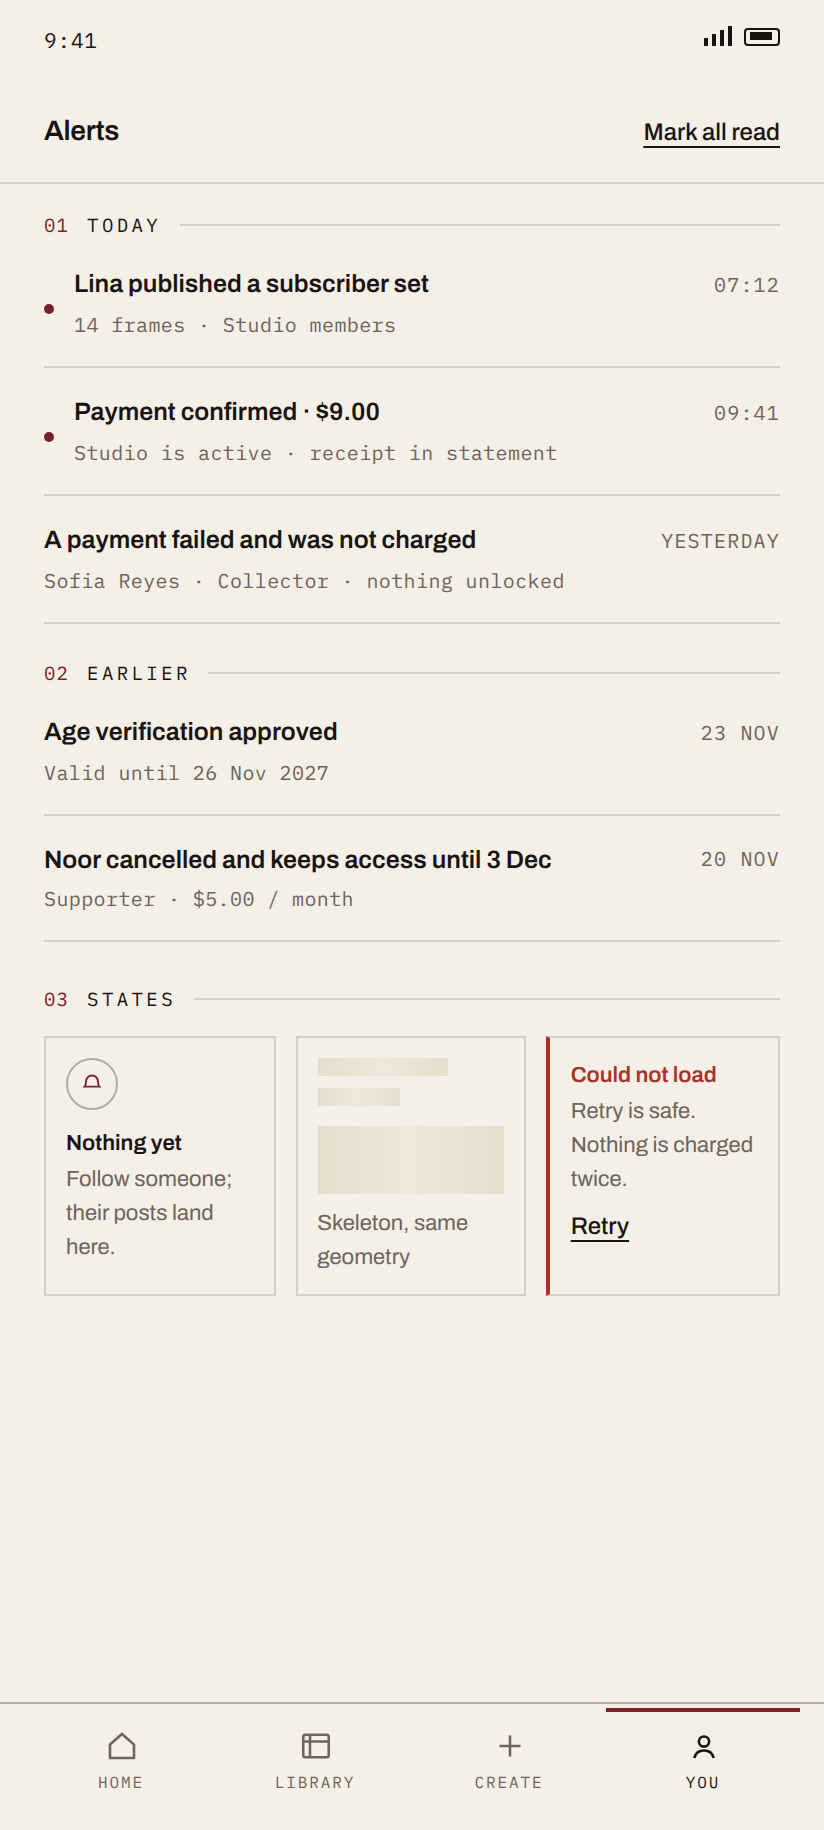 9:41
Alerts
Mark all read
01 TODAY
Lina published a subscriber set
07:12
14 frames · Studio members
Payment confirmed · $9.00
09:41
Studio is active · receipt in statement
A payment failed and was not charged
YESTERDAY
Sofia Reyes · Collector · nothing unlocked
02 EARLIER
Age verification approved
23 NOV
Valid until 26 Nov 2027
Noor cancelled and keeps access until 3 Dec
20 NOV
Supporter · $5.00 / month
03 STATES
Nothing yet
Follow someone;
their posts land
here.
Skeleton, same
geometry
Could not load
Retry is safe.
Nothing is charged
twice.
Retry
HOME
LIBRARY
CREATE
YOU